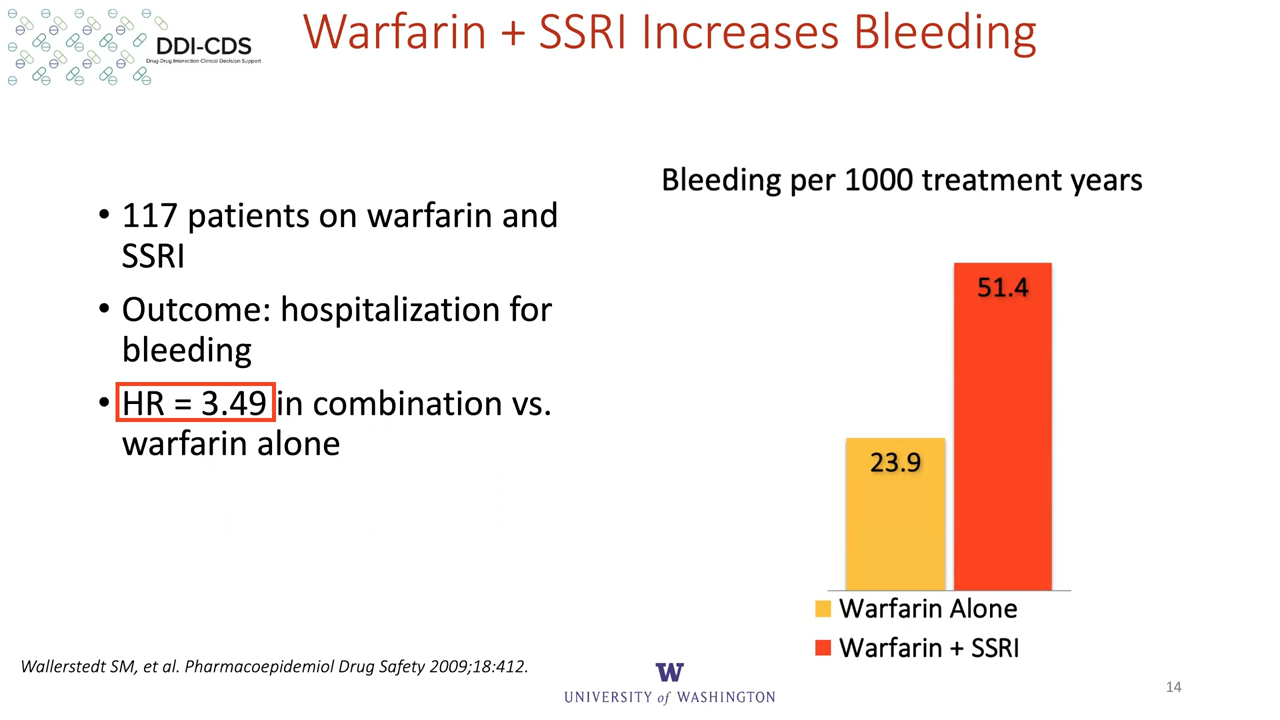 DDI-CDS
Drug-Drug Interaction Clinical Decision Support
Warfarin + SSRI Increases Bleeding
• 117 patients on warfarin and
SSRI
• Outcome: hospitalization for
bleeding
• HR = 3.49 in combination vs.
warfarin alone
Bleeding per 1000 treatment years
51.4
23.9
Warfarin Alone
Warfarin + SSRI
Wallerstedt SM, et al. Pharmacoepidemiol Drug Safety 2009;18:412.
W
UNIVERSITY of WASHINGTON
14